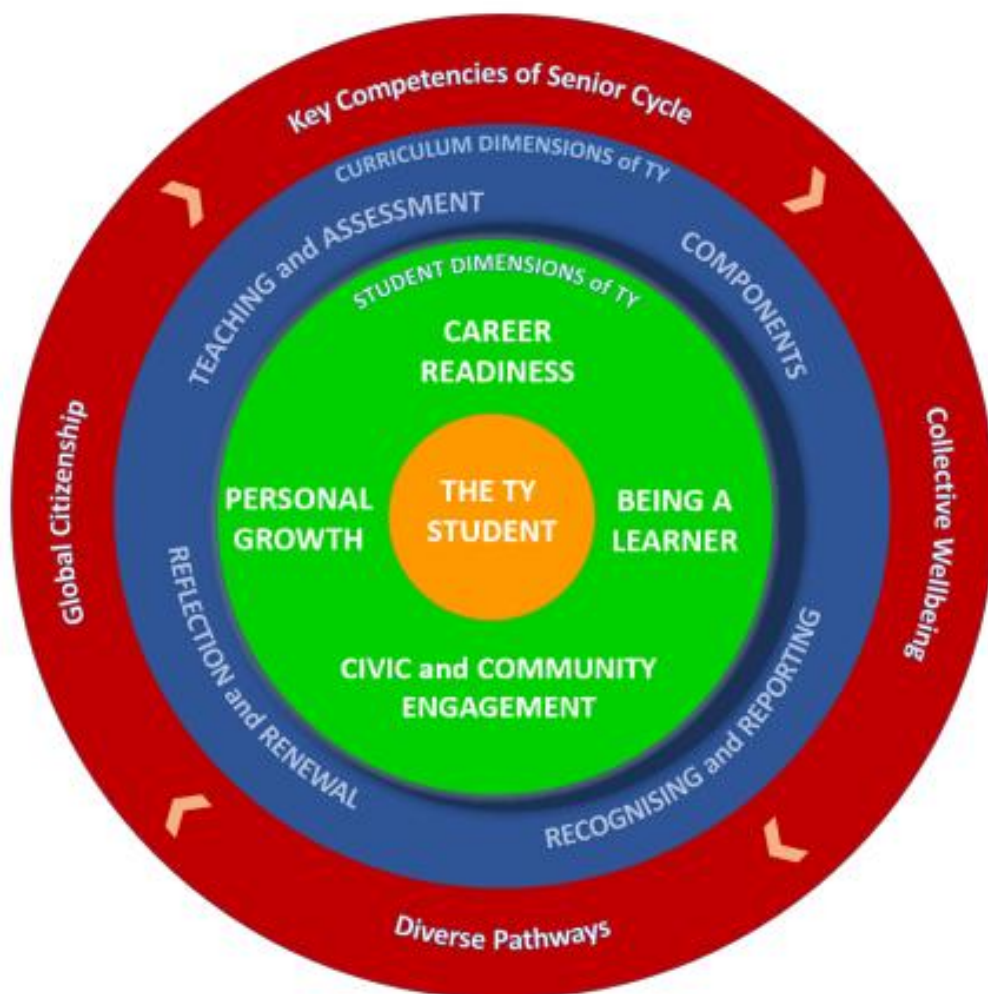 Key Competencies of Senior Cycle
Collective Wellbeing
Diverse Pathways
Global Citizenship
CURRICULUM DIMENSIONS of TY
TEACHING and ASSESSMENT
COMPONENTS
RECOGNISING and REPORTING
REFLECTION and RENEWAL
STUDENT DIMENSIONS of TY
CAREER
READINESS
PERSONAL
GROWTH
BEING A
LEARNER
CIVIC and COMMUNITY
ENGAGEMENT
THE TY
STUDENT